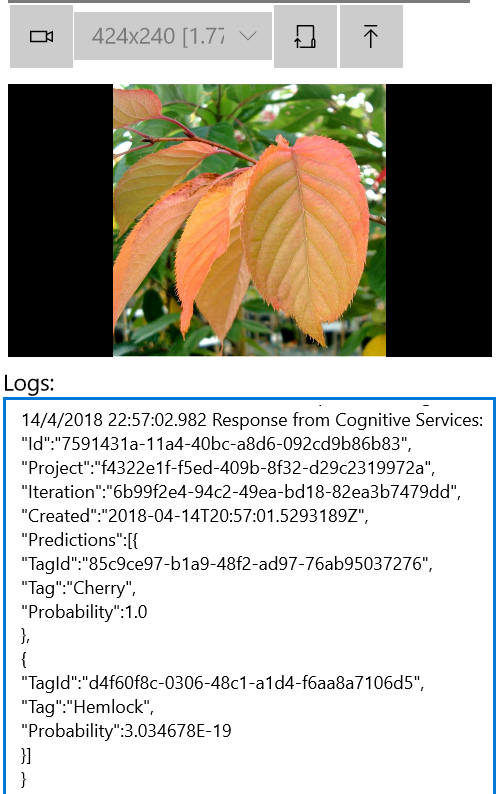 424x240 [1.77
Logs:
14/4/2018 22:57:02.982 Response from Cognitive Services:
"Id":"7591431a-11a4-40bc-a8d6-092cd9b86b83",
"Project":"f4322e1f-f5ed-409b-8f32-d29c2319972a",
"Iteration":"6b99f2e4-94c2-49ea-bd18-82ea3b7479dd",
"Created":"2018-04-14T20:57:01.5293189Z",
"Predictions":[{
"TagId":"85c9ce97-b1a9-48f2-ad97-76ab95037276",
"Tag":"Cherry",
"Probability":1.0
},
{
"TagId":"d4f60f8c-0306-48c1-a1d4-f6aa8a7106d5",
"Tag":"Hemlock",
"Probability":3.034678E-19
}]
}